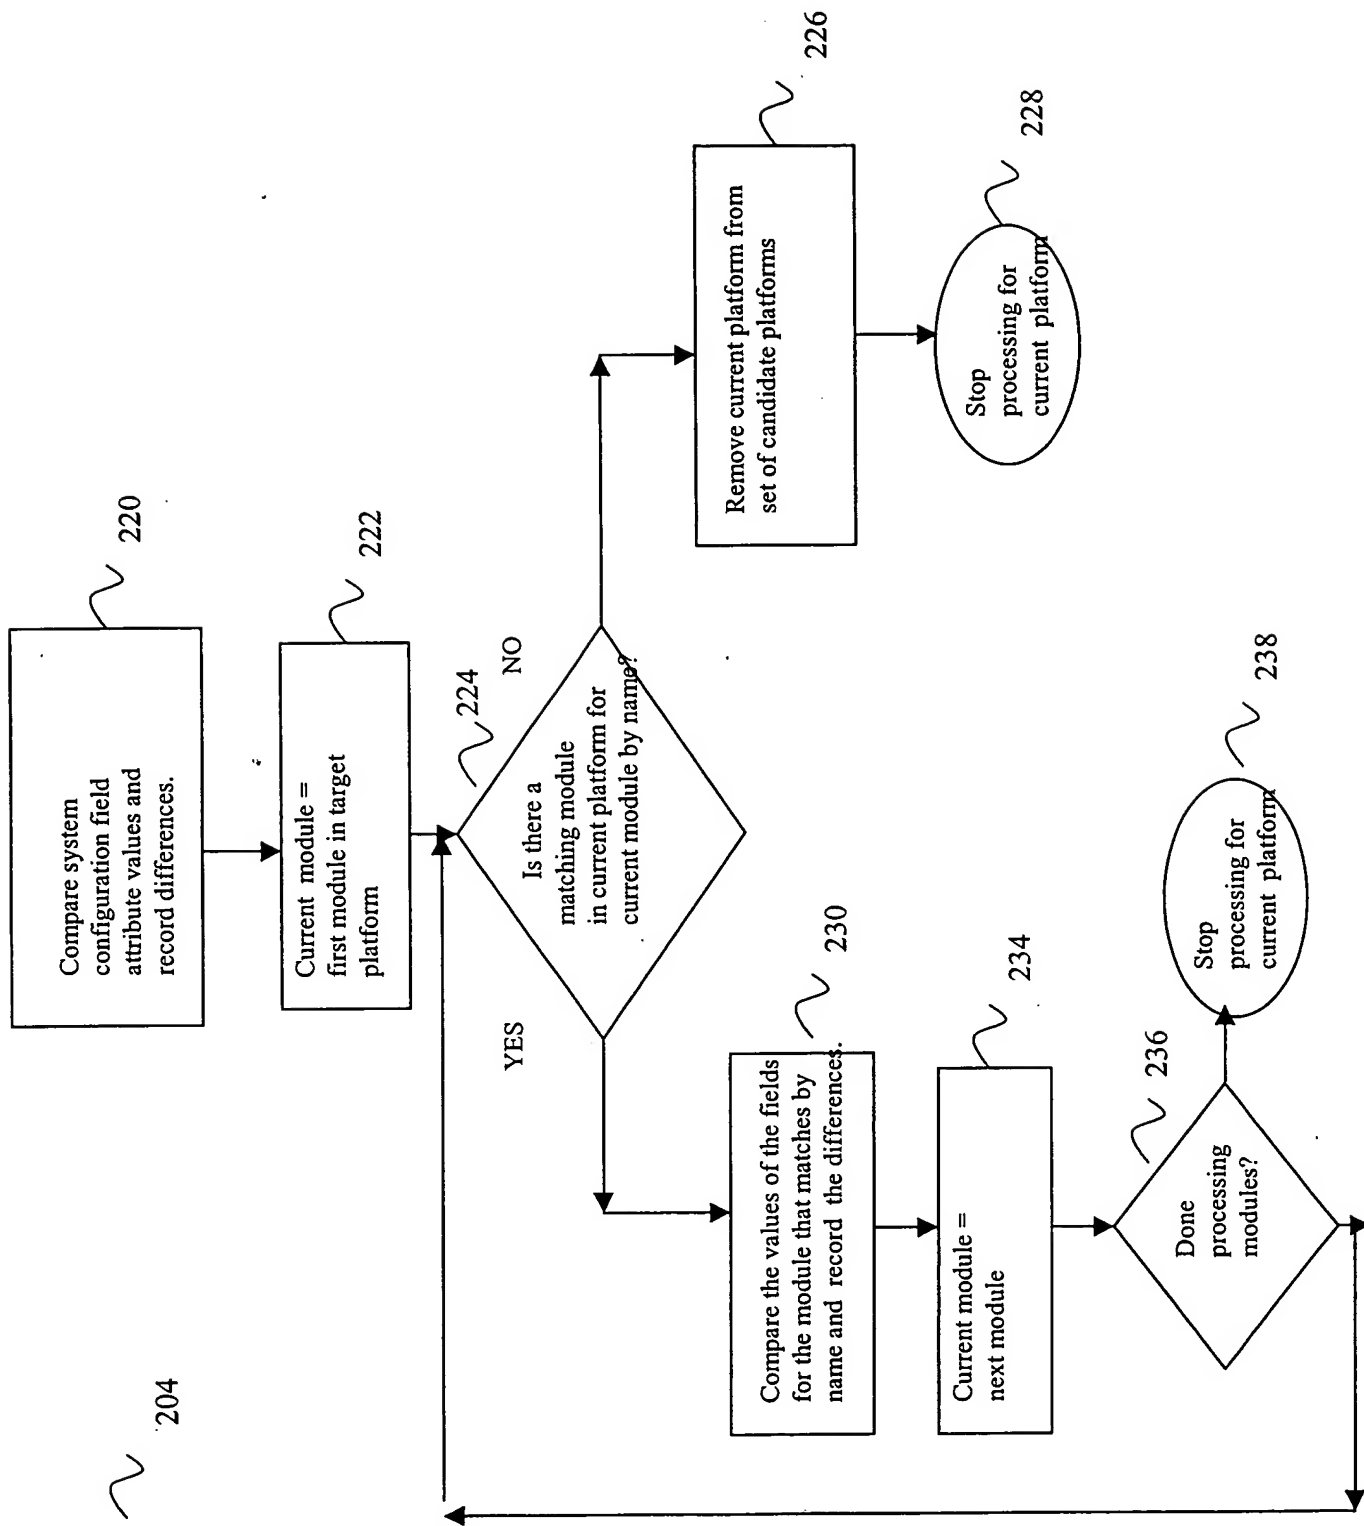 204
220
Compare system
configuration field
attribute values and
record differences.
222
Current module =
first module in target
platform
224
Is there a
matching module
in current platform for
current module by name?
YES
NO
226
Remove current platform from
set of candidate platforms
228
Stop
processing for
current platform
230
Compare the values of the fields
for the module that matches by
name and record the differences.
234
Current module =
next module
236
Done
processing
modules?
238
Stop
processing for
current platform